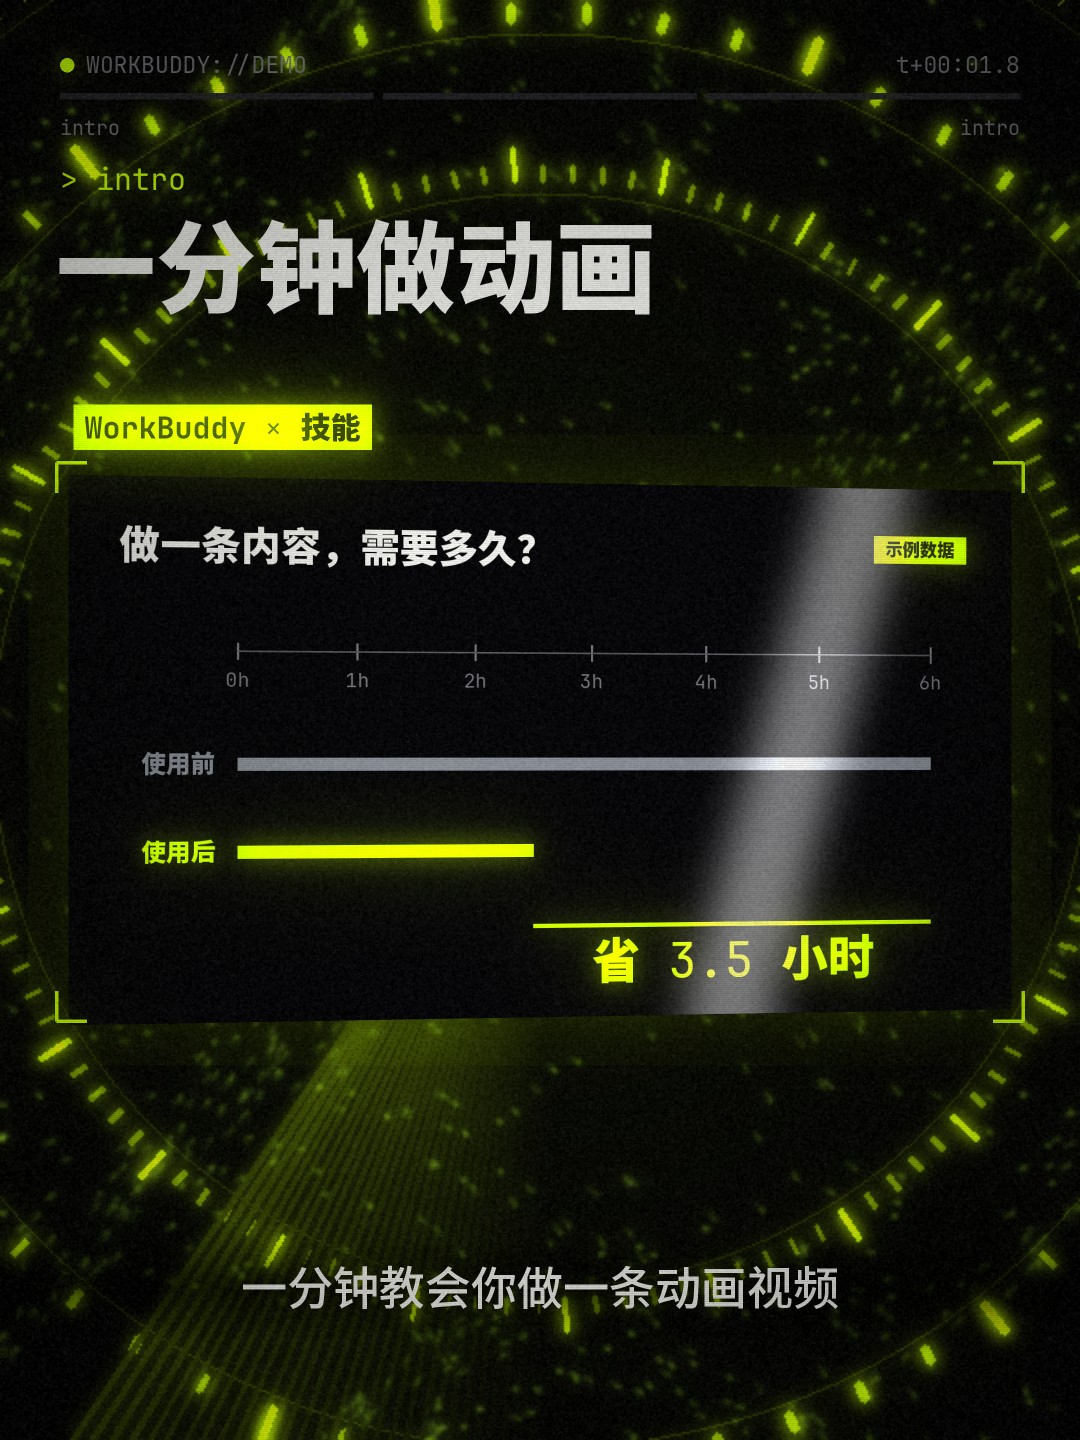 WORKBUDDY://DEMO
t+00:01.8
intro
intro
> intro
一分钟做动画
WorkBuddy × 技能
做一条内容，需要多久？
示例数据
0h 1h 2h 3h 4h 5h 6h
使用前
使用后
省 3.5 小时
一分钟教会你做一条动画视频